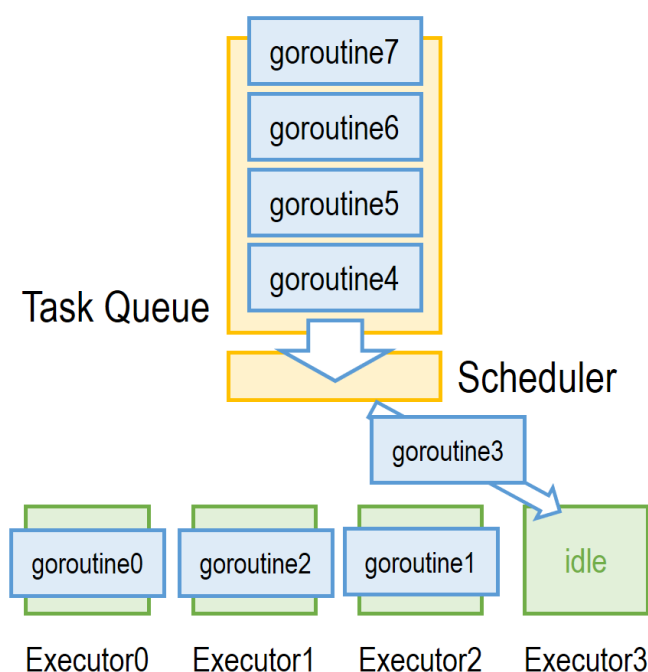 goroutine7
goroutine6
goroutine5
goroutine4
Task Queue
Scheduler
goroutine3
goroutine0
goroutine2
goroutine1
idle
Executor0
Executor1
Executor2
Executor3